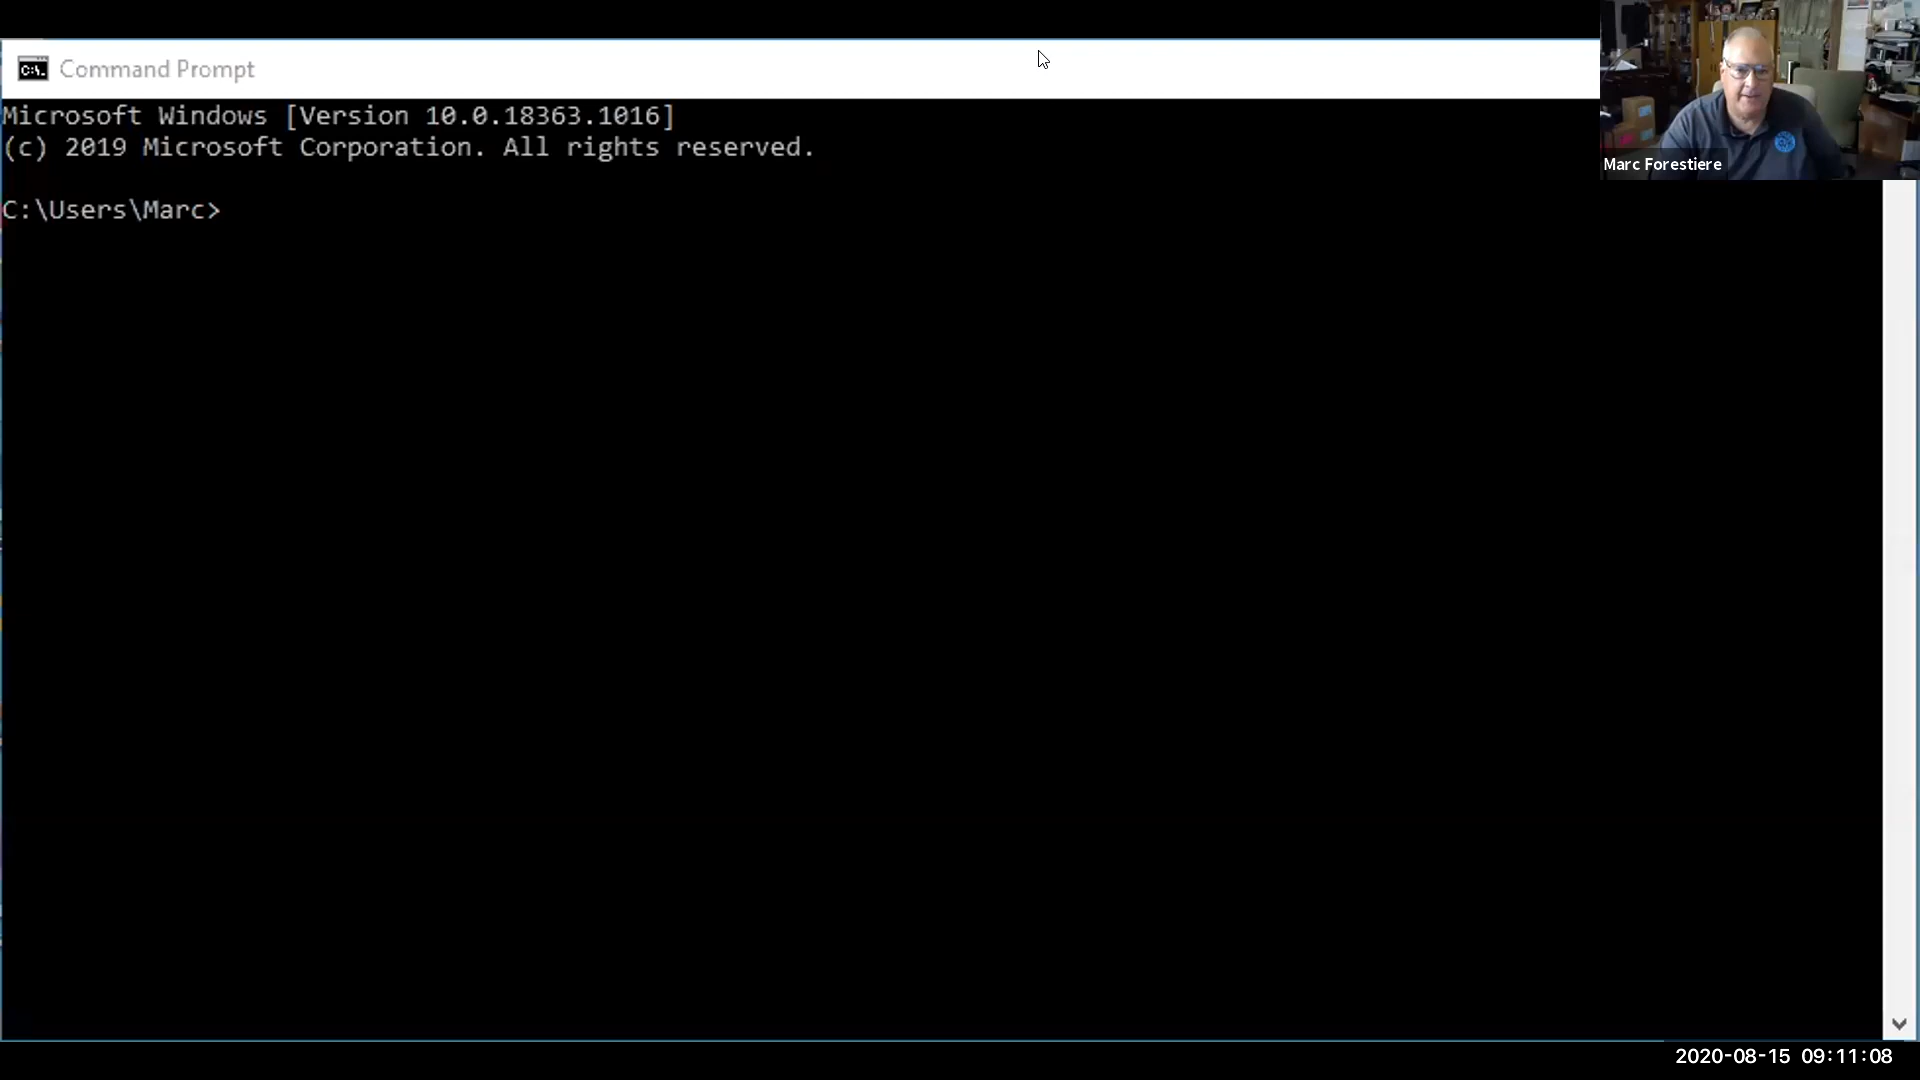 Command Prompt
Microsoft Windows [Version 10.0.18363.1016]
(c) 2019 Microsoft Corporation. All rights reserved.
C:\Users\Marc>
Marc Forestiere
2020-08-15 09:11:08